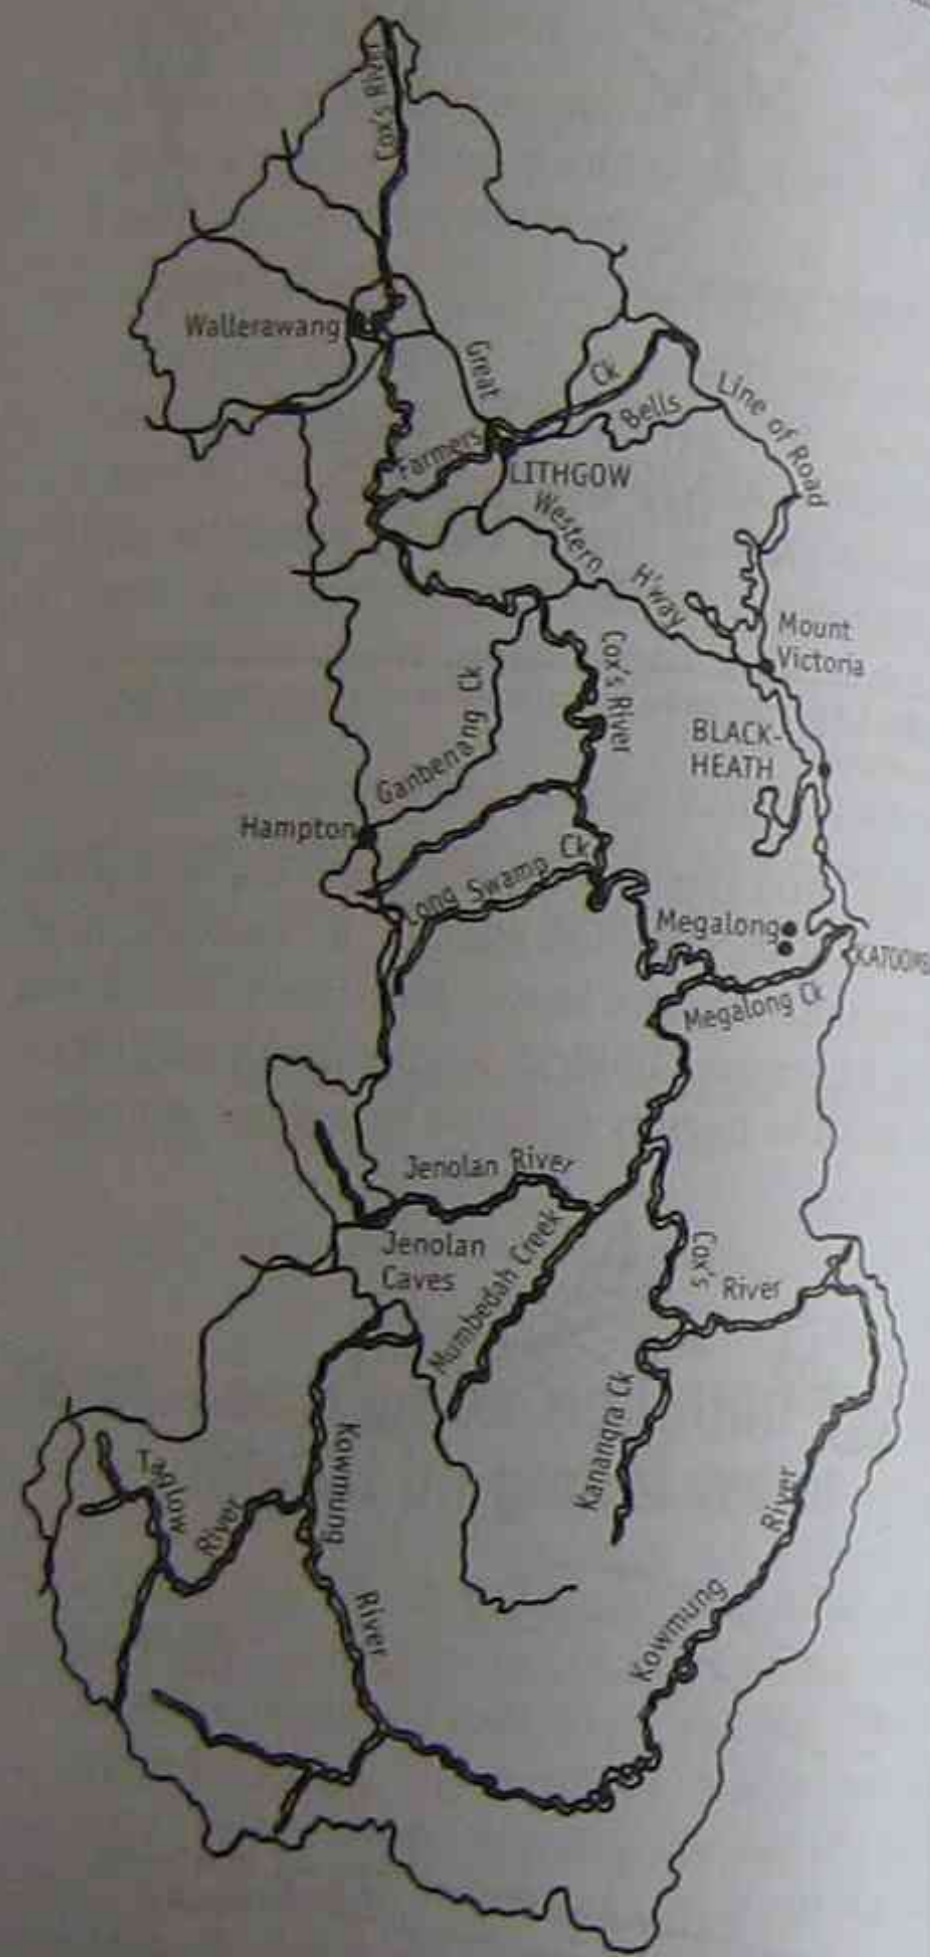 Cox's River
Wallerawang
Great
Ck
Bells
Line of Road
Farmers
LITHGOW
Western
H'way
Mount
Victoria
Cox's River
Ganbenang Ck
BLACK-
HEATH
Hampton
Long Swamp Ck
Megalong
KATOOMB
Megalong Ck
Jenolan River
Jenolan
Caves
Mumbedah Creek
Cox's
River
Kanangra Ck
Kowmung
River
Tuglow
River
Kowmung
River